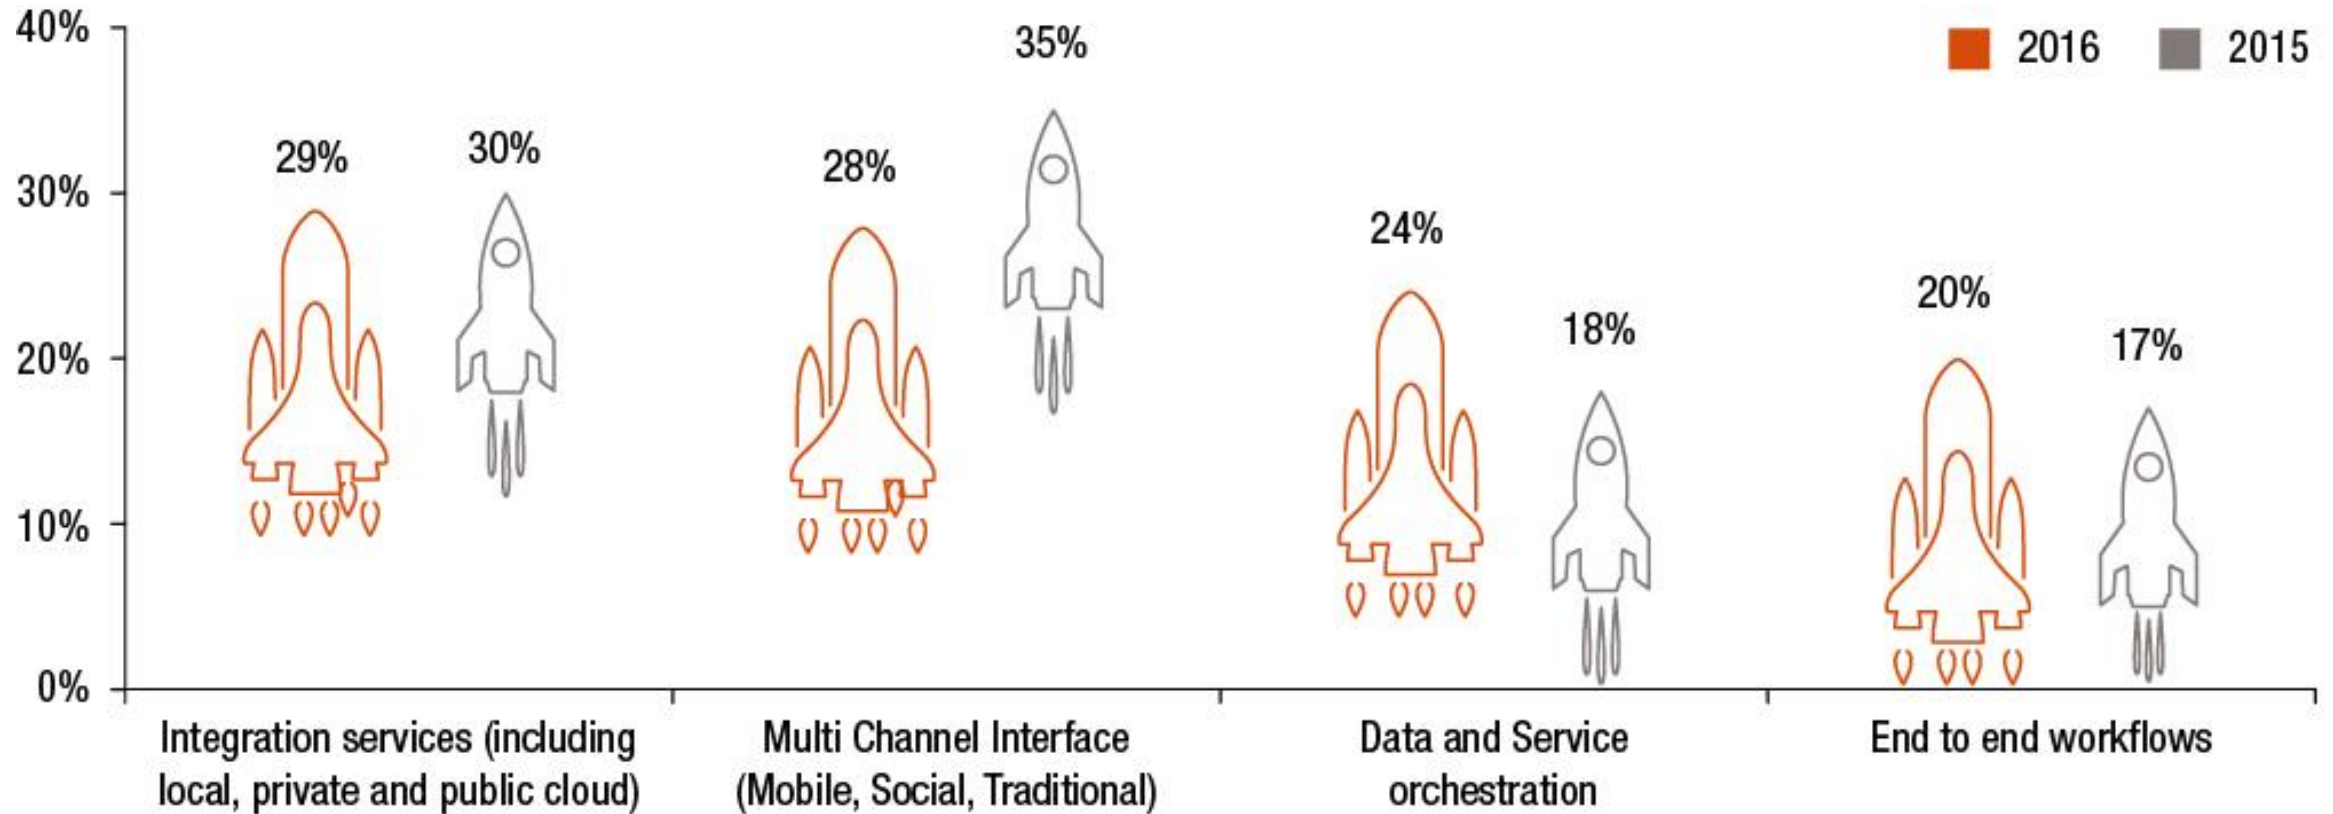 40%
30%
20%
10%
0%
2016 2015
29% 30%
28% 35%
24% 18%
20% 17%
Integration services (including
local, private and public cloud)
Multi Channel Interface
(Mobile, Social, Traditional)
Data and Service
orchestration
End to end workflows